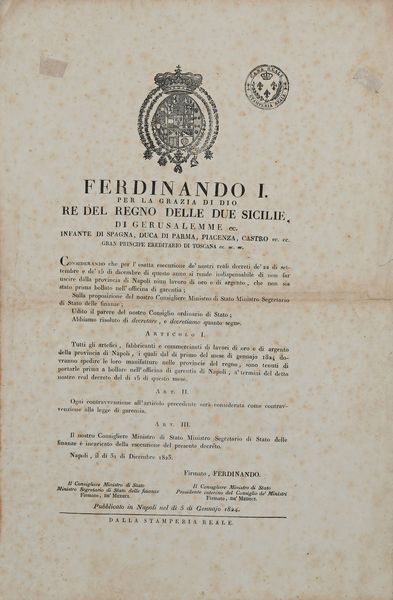 CASA REALE
STAMPERIA REALE
FERDINANDO I.
PER LA GRAZIA DI DIO
RE DEL REGNO DELLE DUE SICILIE,
DI GERUSALEMME ec.
INFANTE DI SPAGNA, DUCA DI PARMA, PIACENZA, CASTRO ec. ec.
GRAN PRINCIPE EREDITARIO DI TOSCANA ec. ec. ec.
CONSIDERANDO che per l'esatta esecuzione de' nostri reali decreti de' 22 di set-
tembre e de' 15 di dicembre di questo anno si rende indispensabile di non far
uscire dalla provincia di Napoli niun lavoro di oro e di argento, che non sia
stato prima bollato nell'officina di garentia;
Sulla proposizione del nostro Consigliere Ministro di Stato Ministro Segretario
di Stato delle finanze;
Udito il parere del nostro Consiglio ordinario di Stato;
Abbiamo risoluto di decretare, e decretiamo quanto segue.
ARTICOLO I.
Tutti gli artefici, fabbricanti e commercianti di lavori di oro e di argento
della provincia di Napoli, i quali dal di primo del mese di gennajo 1824 do-
vranno spedire le loro manifatture nelle provincie del regno, sono tenuti di
portarle prima a bollare nell'officina di garantia di Napoli, a' termini del detto
nostro real decreto del di 15 di questo mese.
ART. II.
Ogni contravvenzione all'articolo precedente sarà considerata come contrav-
venzione alla legge di garenzia.
ART. III.
Il nostro Consigliere Ministro di Stato Ministro Segretario di Stato delle
finanze è incaricato della esecuzione del presente decreto.
Napoli, il di 31 di Dicembre 1823.
Firmato, FERDINANDO.
Il Consigliere Ministro di Stato
Ministro Segretario di Stato delle finanze
Firmato, DE' MEDICI.
Il Consigliere Ministro di Stato
Presidente interino del Consiglio de' Ministri
Firmato, DE' MEDICI.
Pubblicato in Napoli nel dì 5 di Gennajo 1824.
DALLA STAMPERIA REALE.